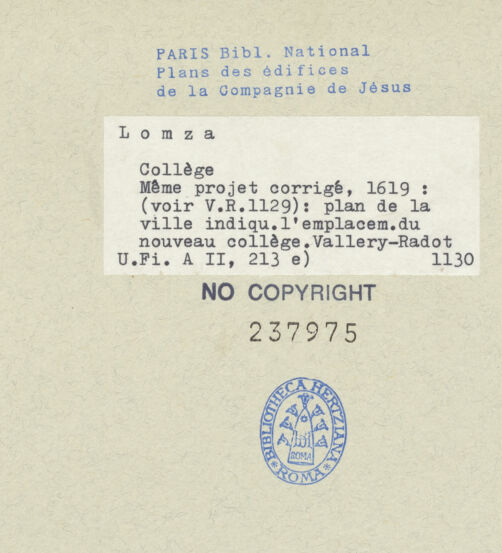 PARIS Bibl. National
Plans des édifices
de la Compagnie de Jésus
Lomza
Collège
Même projet corrigé, 1619 :
(voir V.R.1129): plan de la
ville indiqu.l'emplacem.du
nouveau collège.Vallery-Radot
U.Fi. A II, 213 e) 1130
NO COPYRIGHT
237975
BIBLIOTHECA HERTZIANA
ROMA
* ROMA *